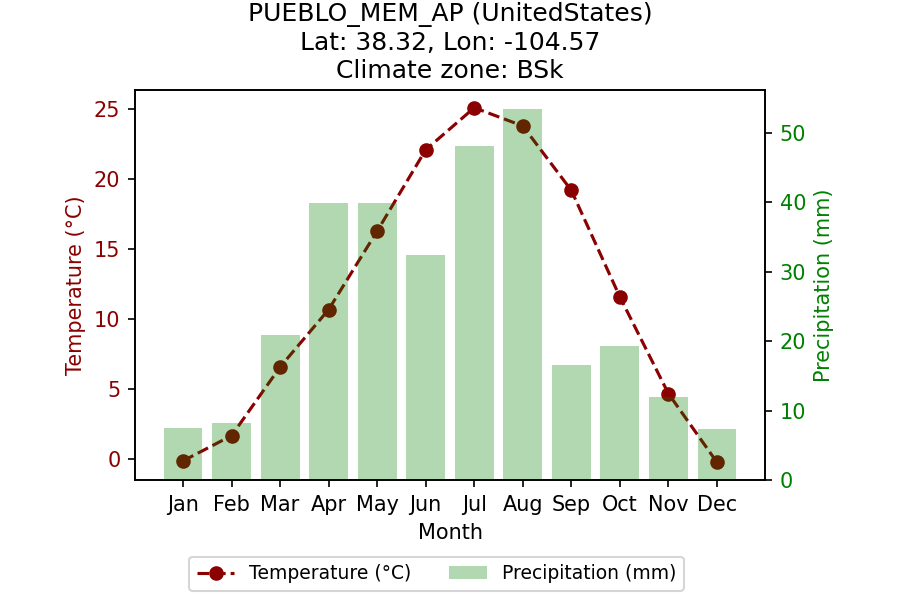 PUEBLO_MEM_AP (UnitedStates)
Lat: 38.32, Lon: -104.57
Climate zone: BSk
Temperature (°C)
25
20
15
10
5
0
Precipitation (mm)
50
40
30
20
10
0
Jan Feb Mar Apr May Jun Jul Aug Sep Oct Nov Dec
Month
Temperature (°C) Precipitation (mm)